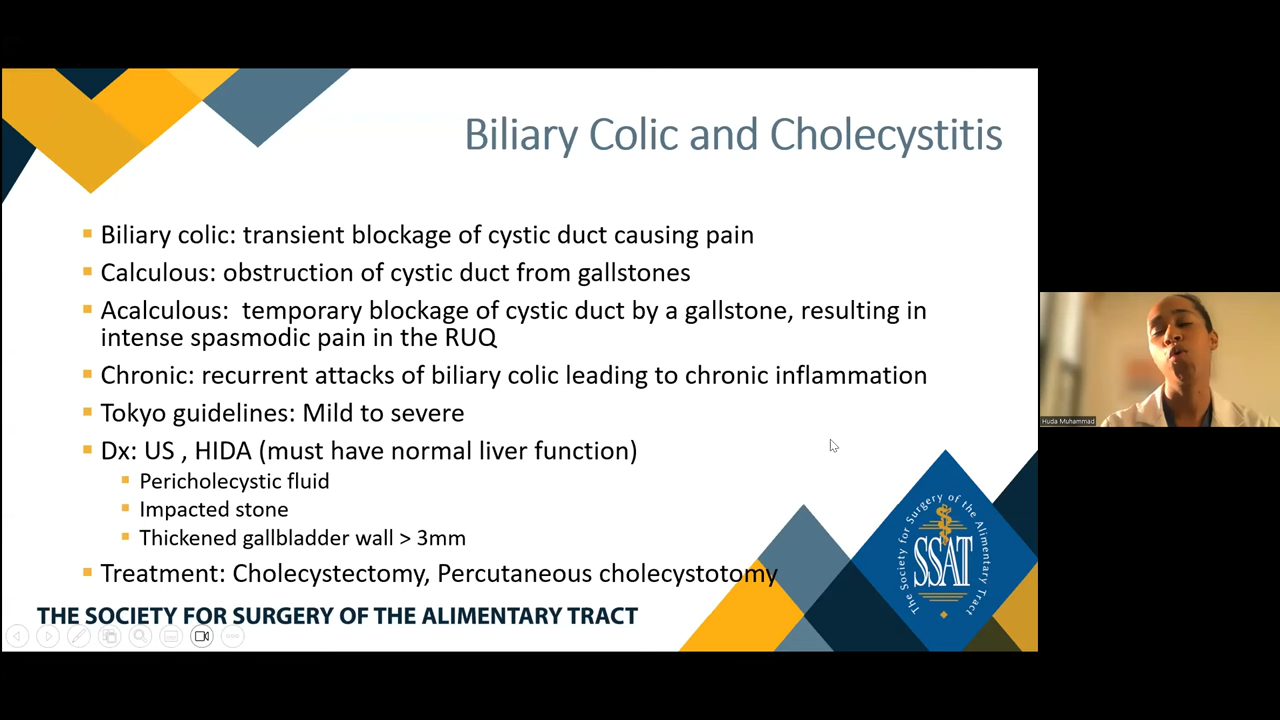 Biliary Colic and Cholecystitis
Biliary colic: transient blockage of cystic duct causing pain
Calculous: obstruction of cystic duct from gallstones
Acalculous:  temporary blockage of cystic duct by a gallstone, resulting in
intense spasmodic pain in the RUQ
Chronic: recurrent attacks of biliary colic leading to chronic inflammation
Tokyo guidelines: Mild to severe
Dx: US , HIDA (must have normal liver function)
Pericholecystic fluid
Impacted stone
Thickened gallbladder wall > 3mm
Treatment: Cholecystectomy, Percutaneous cholecystotomy
THE SOCIETY FOR SURGERY OF THE ALIMENTARY TRACT
The Society for Surgery of the Alimentary Tract
SSAT
Huda Muhammad